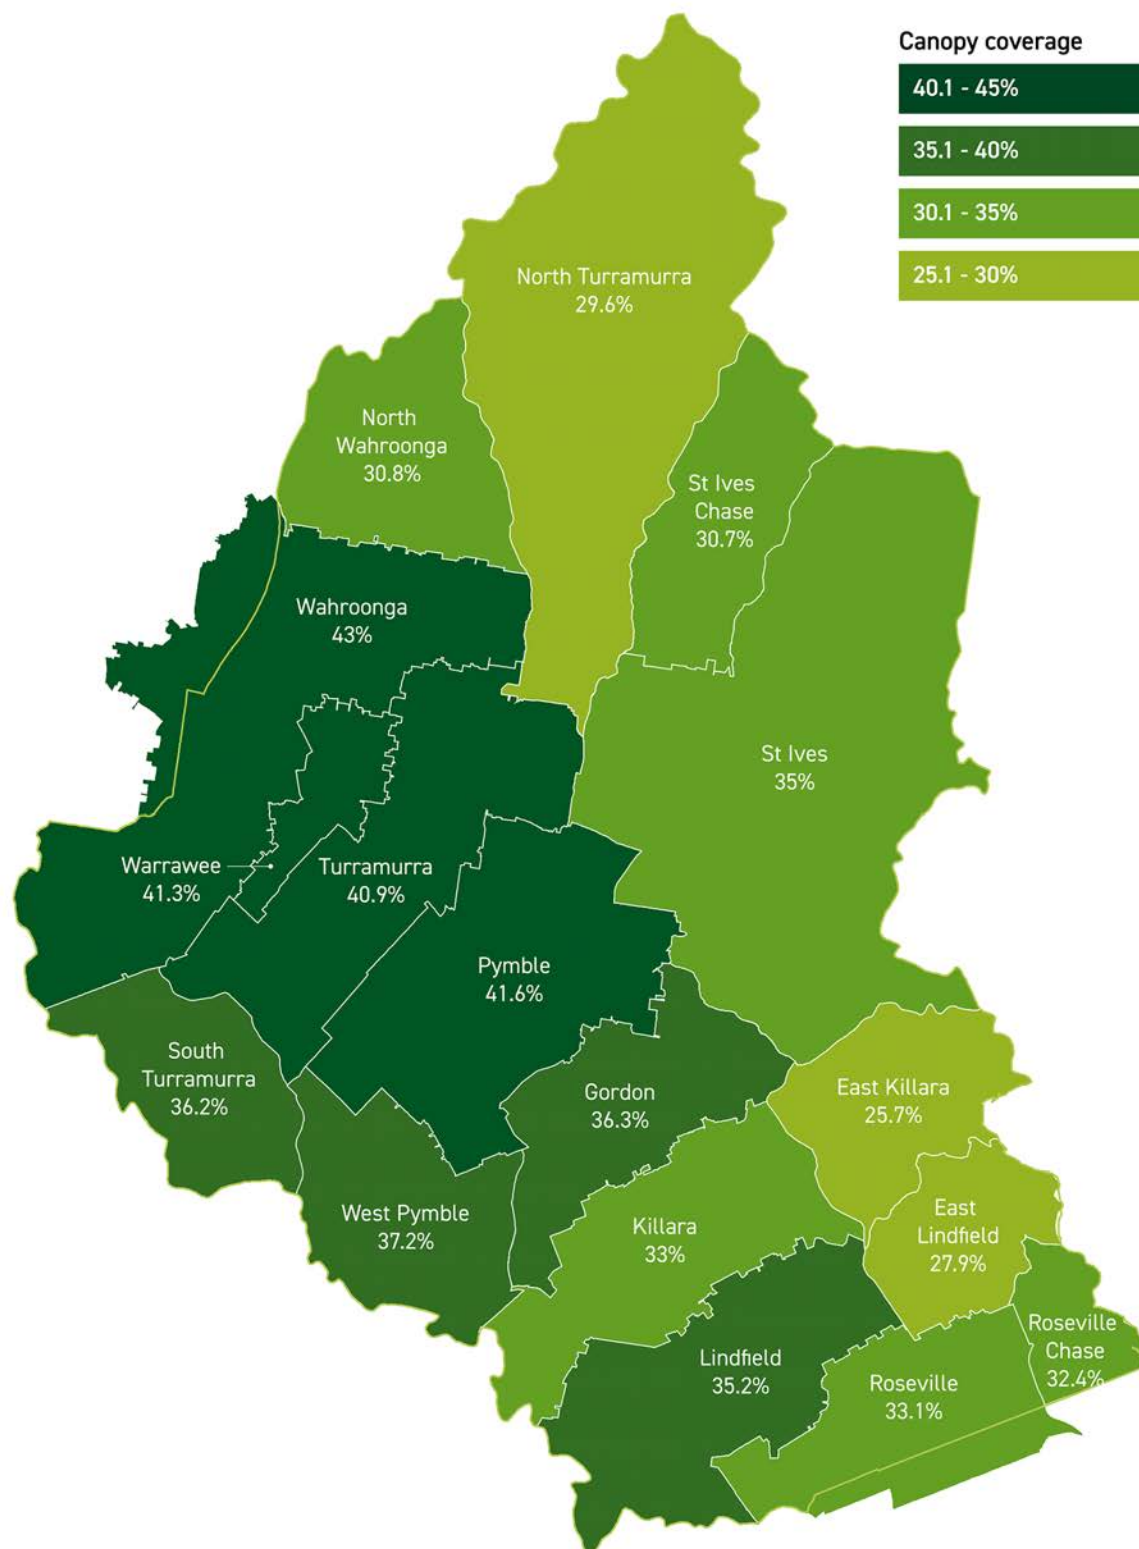 Canopy coverage
40.1 - 45%
35.1 - 40%
30.1 - 35%
25.1 - 30%
North Turramurra
29.6%
North
Wahroonga
30.8%
St Ives
Chase
30.7%
Wahroonga
43%
St Ives
35%
Warrawee
41.3%
Turramurra
40.9%
Pymble
41.6%
South
Turramurra
36.2%
Gordon
36.3%
East Killara
25.7%
West Pymble
37.2%
Killara
33%
East
Lindfield
27.9%
Roseville
Chase
32.4%
Lindfield
35.2%
Roseville
33.1%